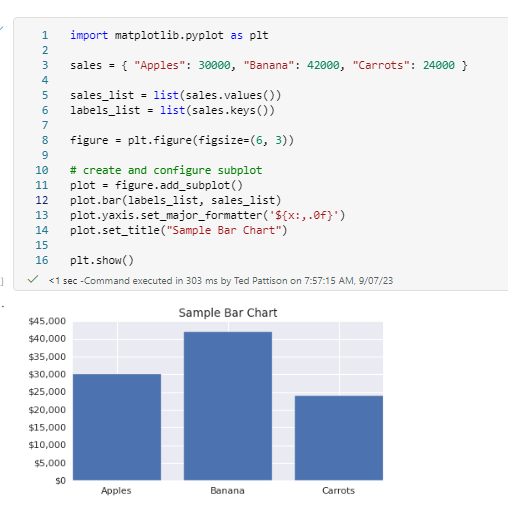 1 import matplotlib.pyplot as plt
2
3 sales = { "Apples": 30000, "Banana": 42000, "Carrots": 24000 }
4
5 sales_list = list(sales.values())
6 labels_list = list(sales.keys())
7
8 figure = plt.figure(figsize=(6, 3))
9
10 # create and configure subplot
11 plot = figure.add_subplot()
12 plot.bar(labels_list, sales_list)
13 plot.yaxis.set_major_formatter('${x:,.0f}')
14 plot.set_title("Sample Bar Chart")
15
16 plt.show()
<1 sec -Command executed in 303 ms by Ted Pattison on 7:57:15 AM, 9/07/23
Sample Bar Chart
$45,000
$40,000
$35,000
$30,000
$25,000
$20,000
$15,000
$10,000
$5,000
$0
Apples Banana Carrots